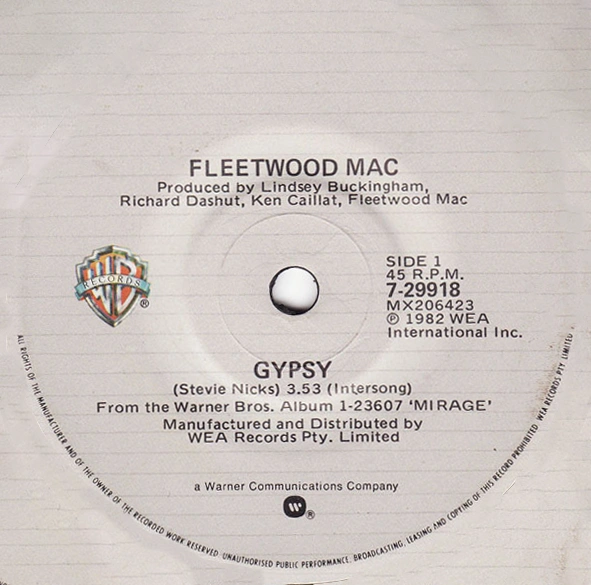 FLEETWOOD MAC
Produced by Lindsey Buckingham,
Richard Dashut, Ken Caillat, Fleetwood Mac
WB
RECORDS
®
SIDE 1
45 R.P.M.
7-29918
MX206423
℗ 1982 WEA
International Inc.
GYPSY
(Stevie Nicks) 3.53 (Intersong)
From the Warner Bros. Album 1-23607 'MIRAGE'
Manufactured and Distributed by
WEA Records Pty. Limited
a Warner Communications Company
®
ALL RIGHTS OF THE MANUFACTURER AND OF THE OWNER OF THE RECORDED WORK RESERVED. UNAUTHORISED PUBLIC PERFORMANCE, BROADCASTING, LEASING AND COPYING OF THIS RECORD PROHIBITED. WEA RECORDS PTY. LIMITED